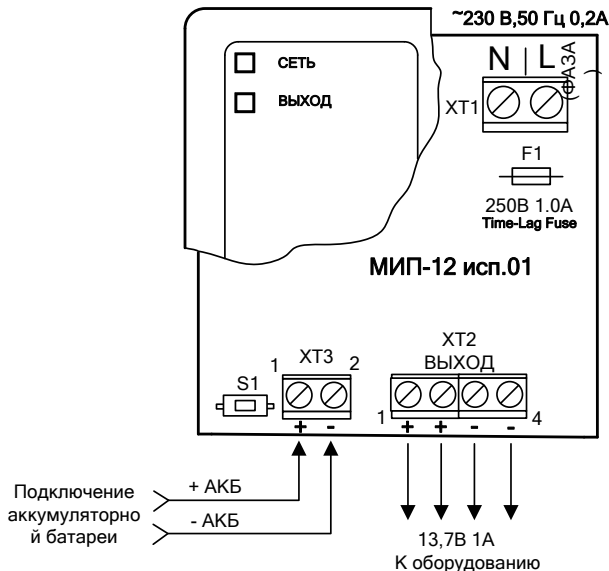 ~230 В,50 Гц 0,2А
N | L
(ФАЗА)
СЕТЬ
ВЫХОД
XT1
F1
250В 1.0А
Time-Lag Fuse
МИП-12 исп.01
XT2
ВЫХОД
1 XT3 2
S1
1 4
+ -
+ + - -
+ АКБ
- АКБ
Подключение
аккумуляторно
й батареи
13,7В 1А
К оборудованию